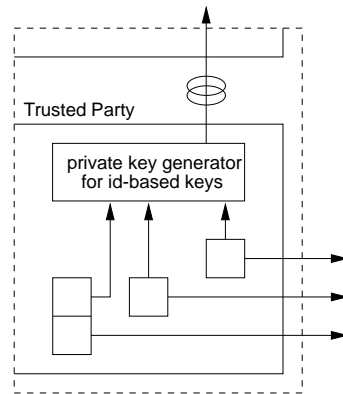 Trusted Party
private key generator
for id-based keys